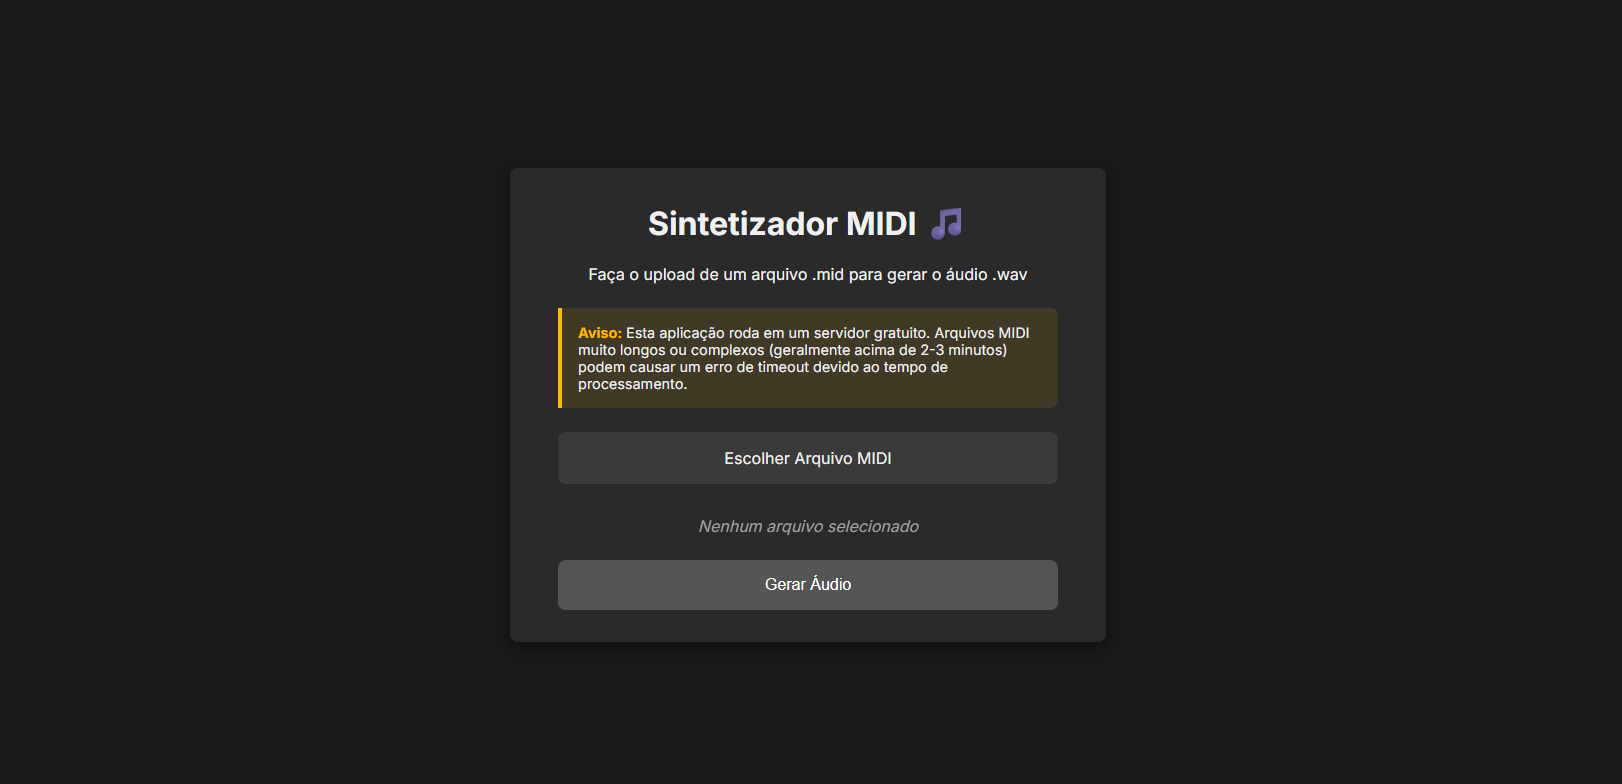 Sintetizador MIDI 🎵
Faça o upload de um arquivo .mid para gerar o áudio .wav
Aviso: Esta aplicação roda em um servidor gratuito. Arquivos MIDI
muito longos ou complexos (geralmente acima de 2-3 minutos)
podem causar um erro de timeout devido ao tempo de
processamento.
Escolher Arquivo MIDI
Nenhum arquivo selecionado
Gerar Áudio